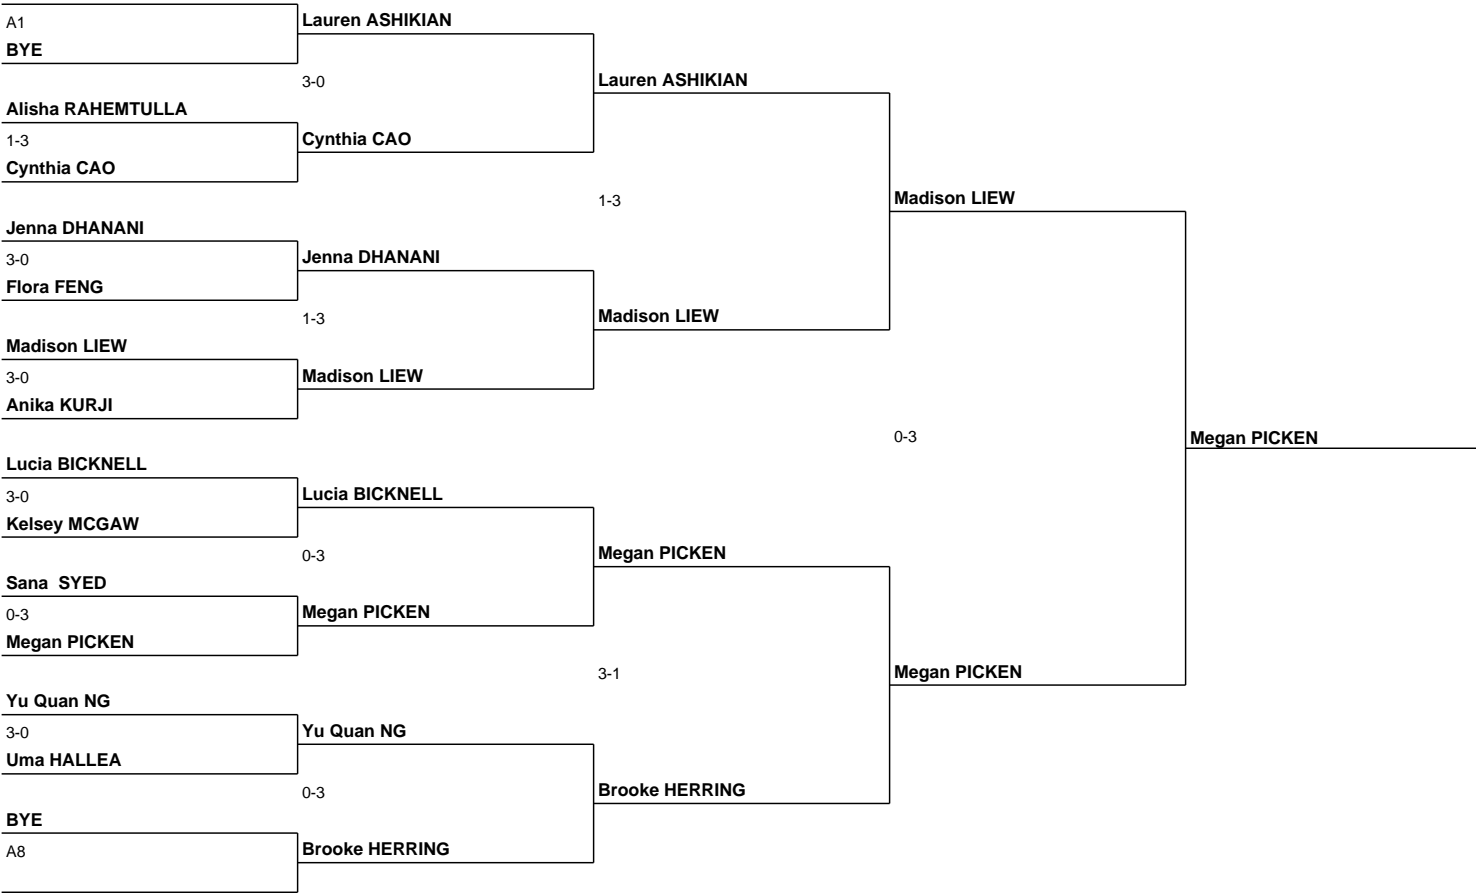 A1
BYE
Lauren ASHIKIAN
3-0
Lauren ASHIKIAN
Alisha RAHEMTULLA
1-3
Cynthia CAO
Cynthia CAO
1-3
Madison LIEW
Jenna DHANANI
3-0
Flora FENG
Jenna DHANANI
1-3
Madison LIEW
Madison LIEW
3-0
Anika KURJI
Madison LIEW
0-3
Megan PICKEN
Lucia BICKNELL
3-0
Kelsey MCGAW
Lucia BICKNELL
0-3
Megan PICKEN
Sana  SYED
0-3
Megan PICKEN
Megan PICKEN
3-1
Megan PICKEN
Yu Quan NG
3-0
Uma HALLEA
Yu Quan NG
0-3
Brooke HERRING
BYE
A8
Brooke HERRING